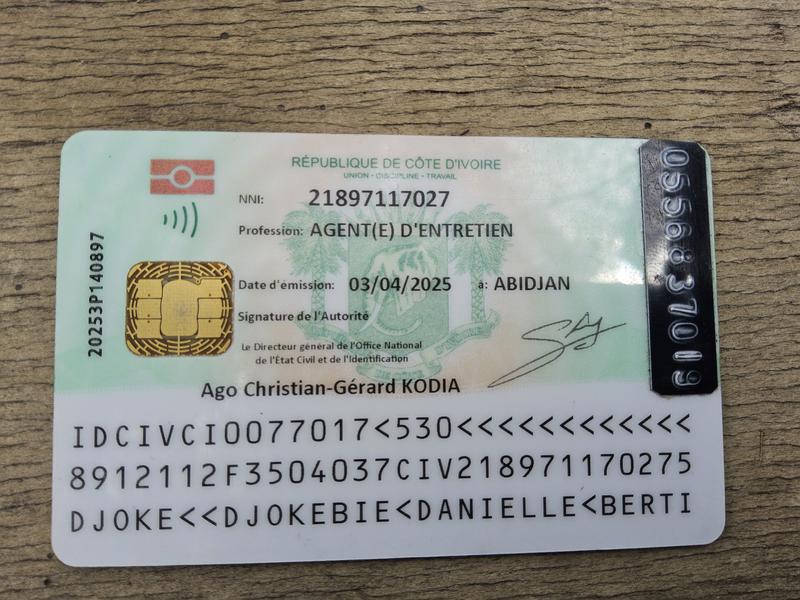 RÉPUBLIQUE DE CÔTE D'IVOIRE
UNION - DISCIPLINE - TRAVAIL
NNI: 21897117027
Profession: AGENT(E) D'ENTRETIEN
Date d'émission: 03/04/2025 à: ABIDJAN
Signature de l'Autorité
Le Directeur général de l'Office National
de l'État Civil et de l'Identification
Ago Christian-Gérard KODIA
20253P140897
0556837019
IDCIVCI0077017<530<<<<<<<<<<<<
8912112F3504037CIV218971170275
DJOKE<<DJOKEBIE<DANIELLE<BERTI